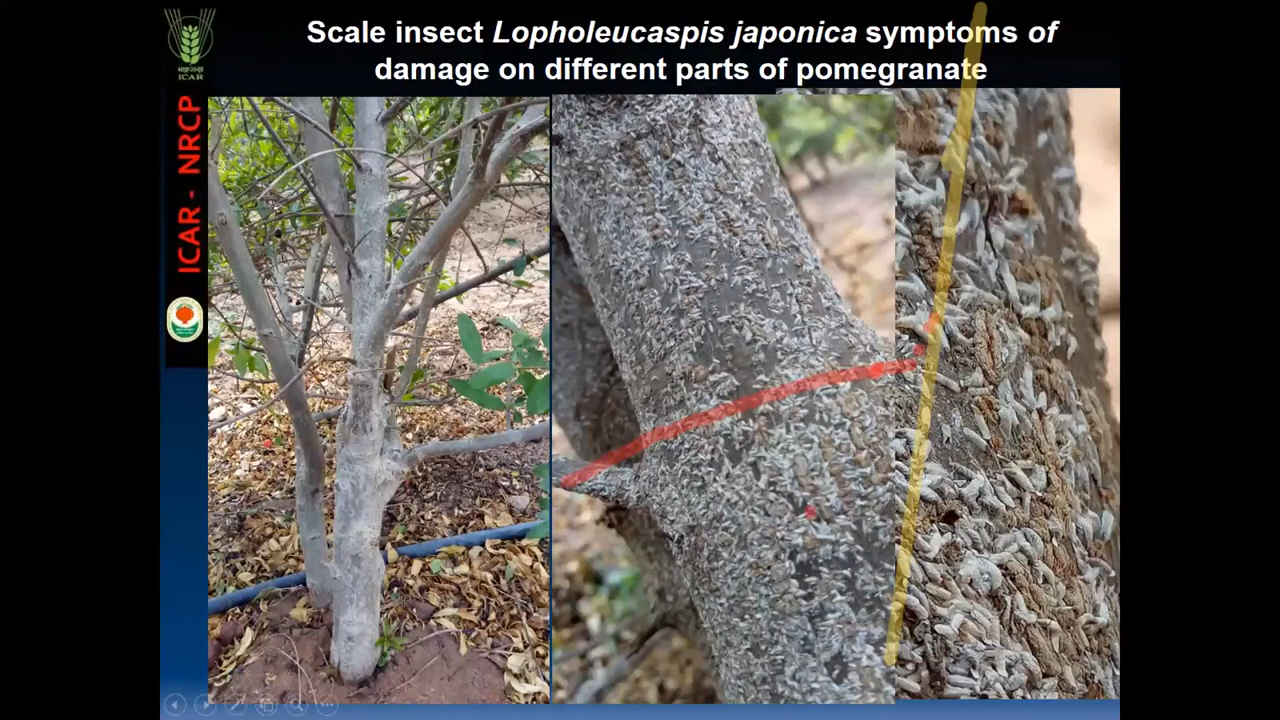 Scale insect Lopholeucaspis japonica symptoms of
damage on different parts of pomegranate
ICAR
ICAR - NRCP